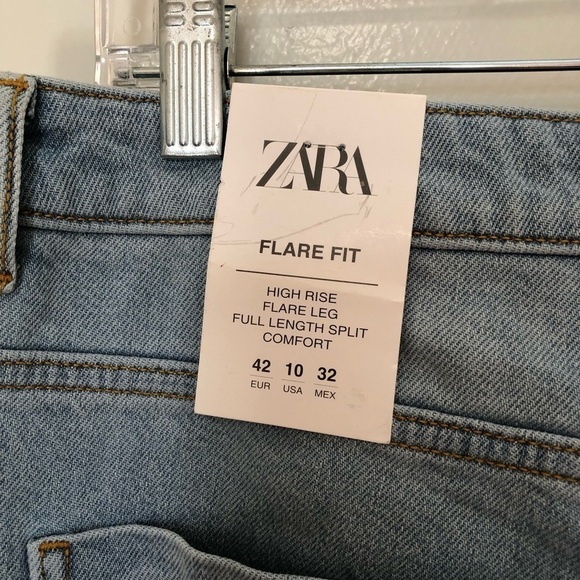 ZARA
FLARE FIT
HIGH RISE
FLARE LEG
FULL LENGTH SPLIT
COMFORT
42 10 32
EUR USA MEX